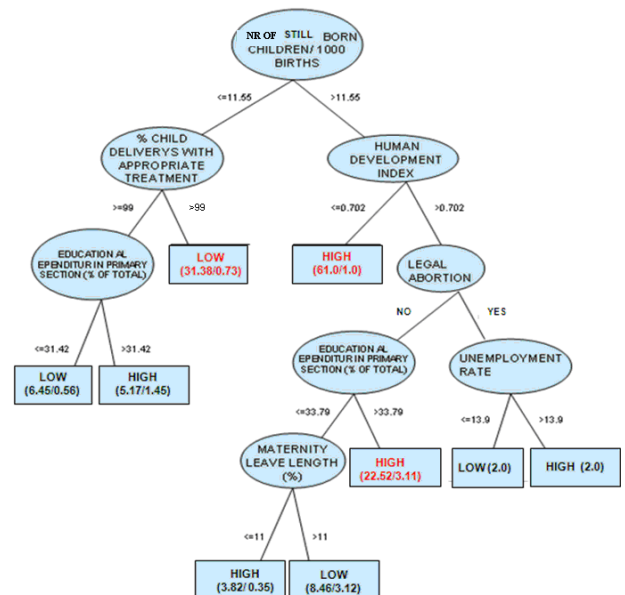 NR OF STILL BORN
CHILDREN/ 1000
BIRTHS
<=11.55
>11.55
% CHILD
DELIVERYS WITH
APPROPRIATE
TREATMENT
HUMAN
DEVELOPMENT
INDEX
>=99
>99
<=0.702
>0.702
EDUCATION AL
EPENDITUR IN PRIMARY
SECTION (% OF TOTAL)
LOW
(31.38/0.73)
HIGH
(61.0/1.0)
LEGAL
ABORTION
NO
YES
<=31.42
>31.42
EDUCATION AL
EPENDITUR IN PRIMARY
SECTION (% OF TOTAL)
UNEMPLOYMENT
RATE
LOW
(6.45/0.56)
HIGH
(5.17/1.45)
<=33.79
>33.79
<=13.9
>13.9
MATERNITY
LEAVE LENGTH
(%)
HIGH
(22.52/3.11)
LOW (2.0)
HIGH (2.0)
<=11
>11
HIGH
(3.82/ 0.35)
LOW
(8.46/3.12)